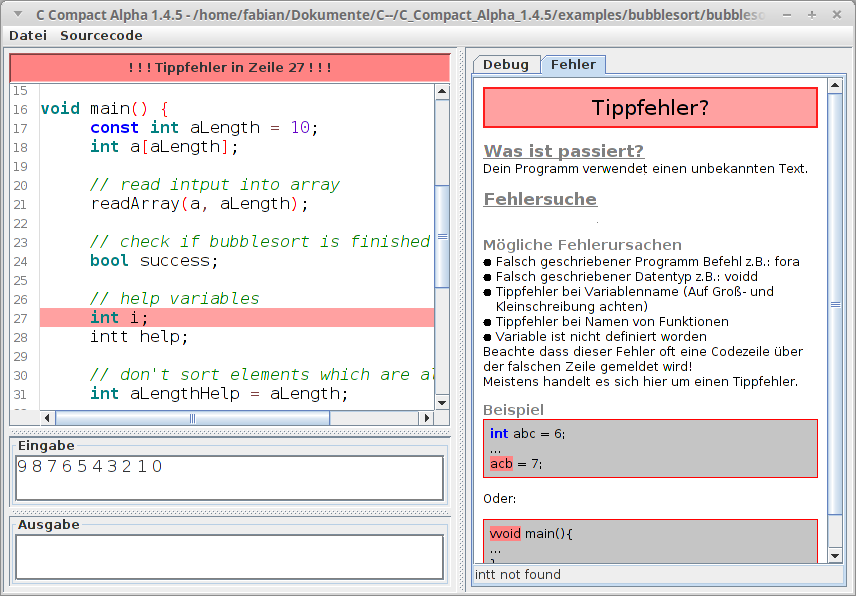 C Compact Alpha 1.4.5 - /home/fabian/Dokumente/C--/C_Compact_Alpha_1.4.5/examples/bubblesort/bubbleso
Datei Sourcecode
! ! ! Tippfehler in Zeile 27 ! ! !
15
16 void main() {
17 const int aLength = 10;
18 int a[aLength];
19
20 // read intput into array
21 readArray(a, aLength);
22
23 // check if bubblesort is finished
24 bool success;
25
26 // help variables
27 int i;
28 intt help;
29
30 // don't sort elements which are al
31 int aLengthHelp = aLength;
Eingabe
9 8 7 6 5 4 3 2 1 0
Ausgabe
Debug Fehler
Tippfehler?
Was ist passiert?
Dein Programm verwendet einen unbekannten Text.
Fehlersuche
Mögliche Fehlerursachen
● Falsch geschriebener Programm Befehl z.B.: fora
● Falsch geschriebener Datentyp z.B.: voidd
● Tippfehler bei Variablenname (Auf Groß- und
Kleinschreibung achten)
● Tippfehler bei Namen von Funktionen
● Variable ist nicht definiert worden
Beachte dass dieser Fehler oft eine Codezeile über
der falschen Zeile gemeldet wird!
Meistens handelt es sich hier um einen Tippfehler.
Beispiel
int abc = 6;
...
acb = 7;
Oder:
vvoid main(){
...
intt not found